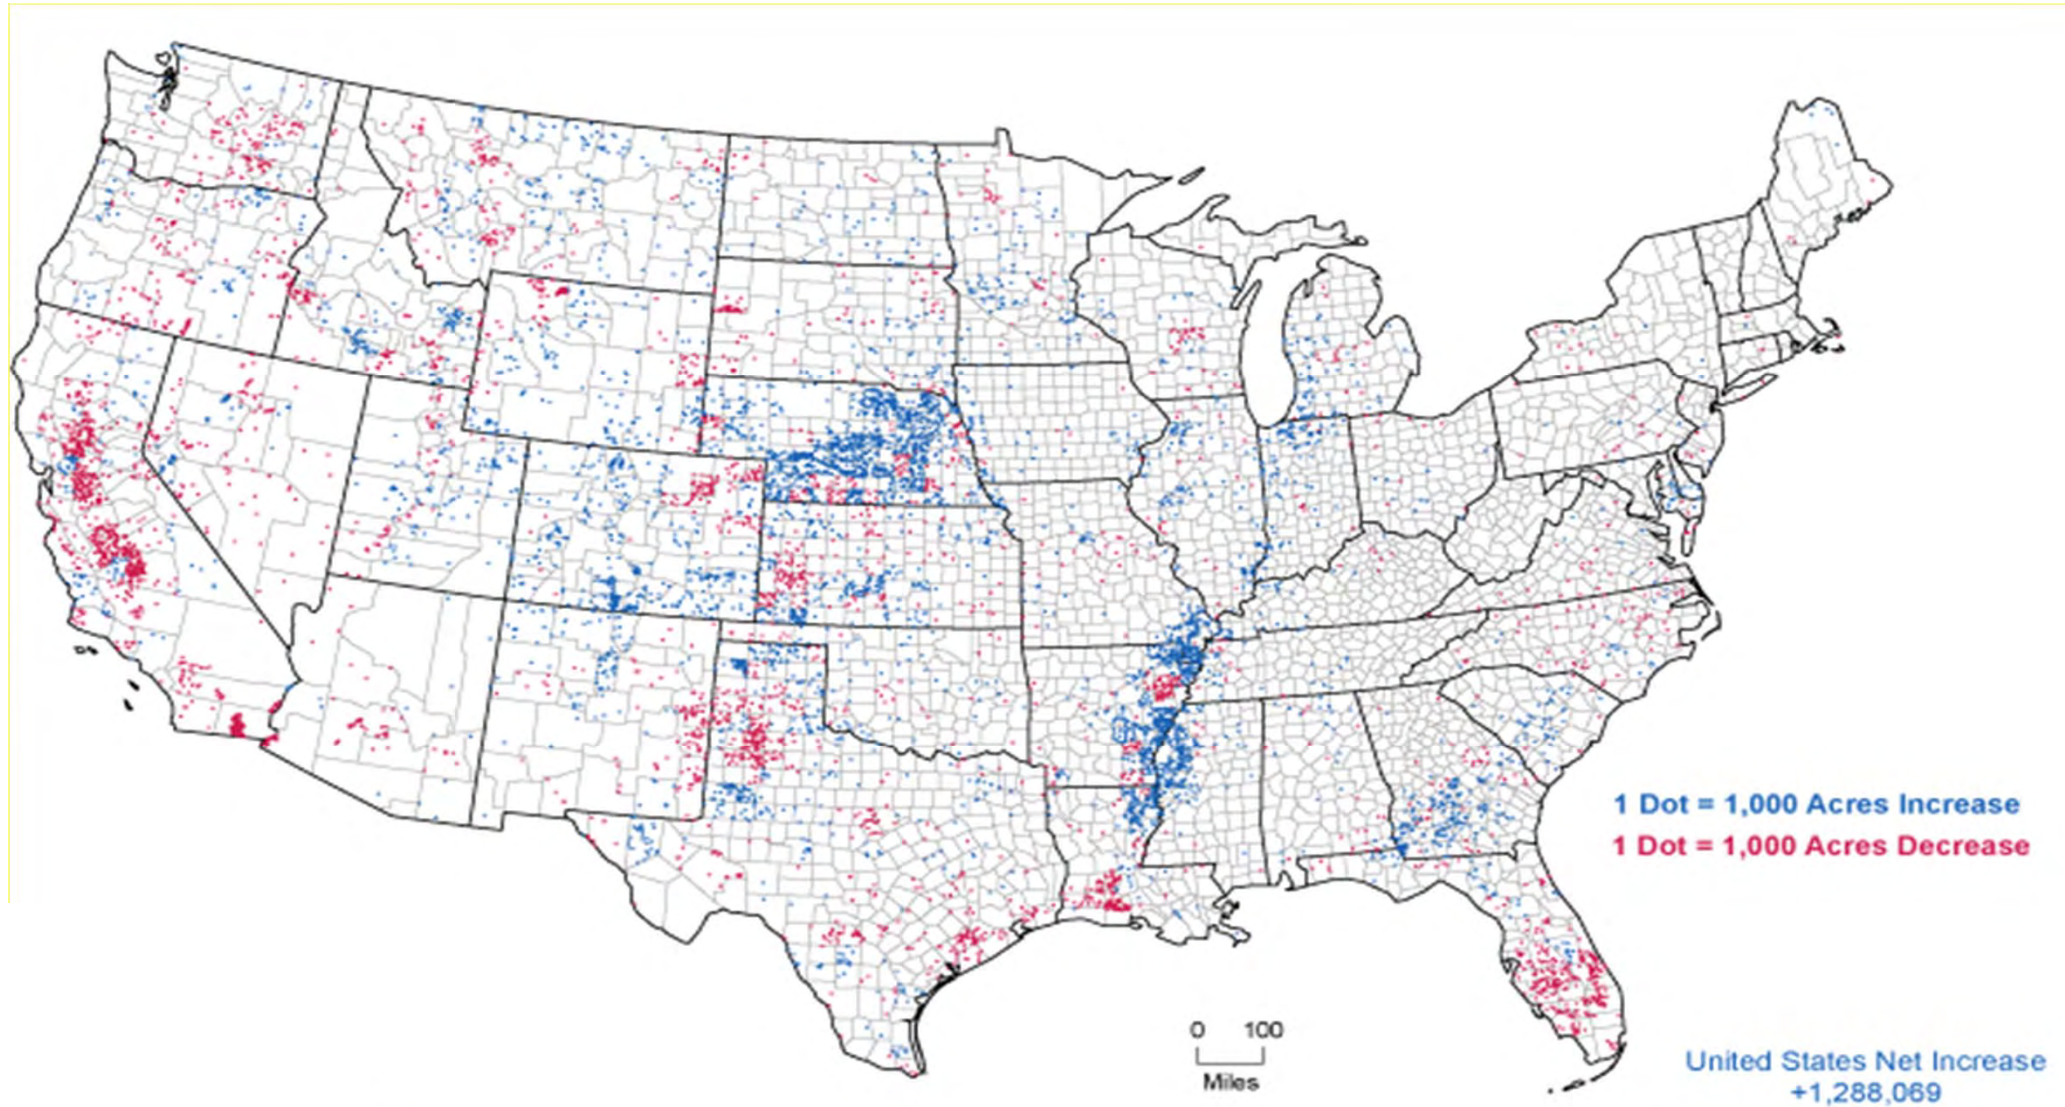 1 Dot = 1,000 Acres Increase
1 Dot = 1,000 Acres Decrease
0 100
Miles
United States Net Increase
+1,288,069